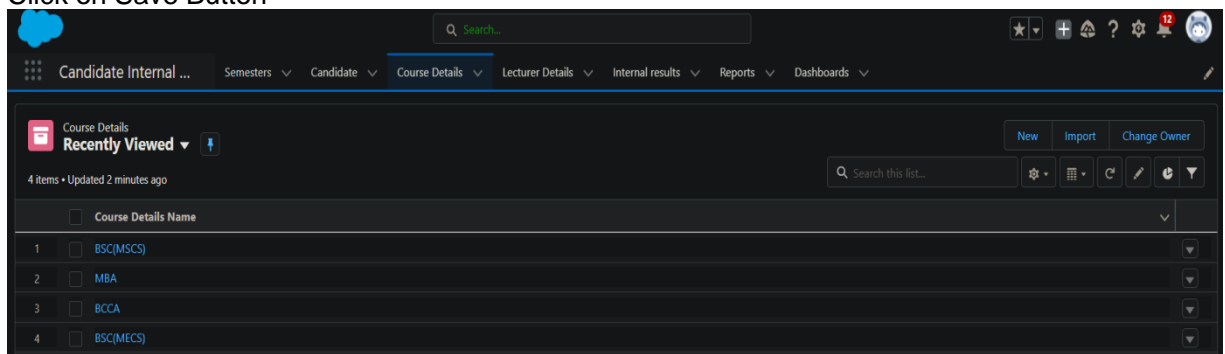 Click on Save Button
Search...
12
Candidate Internal ... Semesters Candidate Course Details Lecturer Details Internal results Reports Dashboards
Course Details
Recently Viewed
New Import Change Owner
4 items • Updated 2 minutes ago
Search this list...
Course Details Name
1 BSC(MSCS)
2 MBA
3 BCCA
4 BSC(MECS)